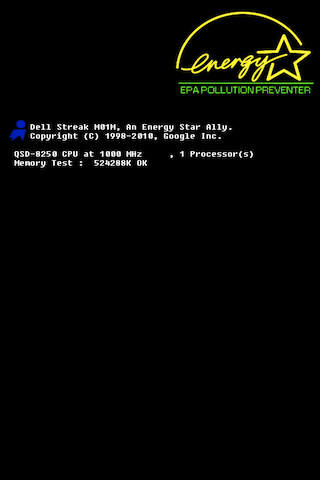 energy
EPA POLLUTION PREVENTER
Dell Streak M01M, An Energy Star Ally.
Copyright (C) 1998-2010, Google Inc.
QSD-8250 CPU at 1000 MHz , 1 Processor(s)
Memory Test : 524288K OK